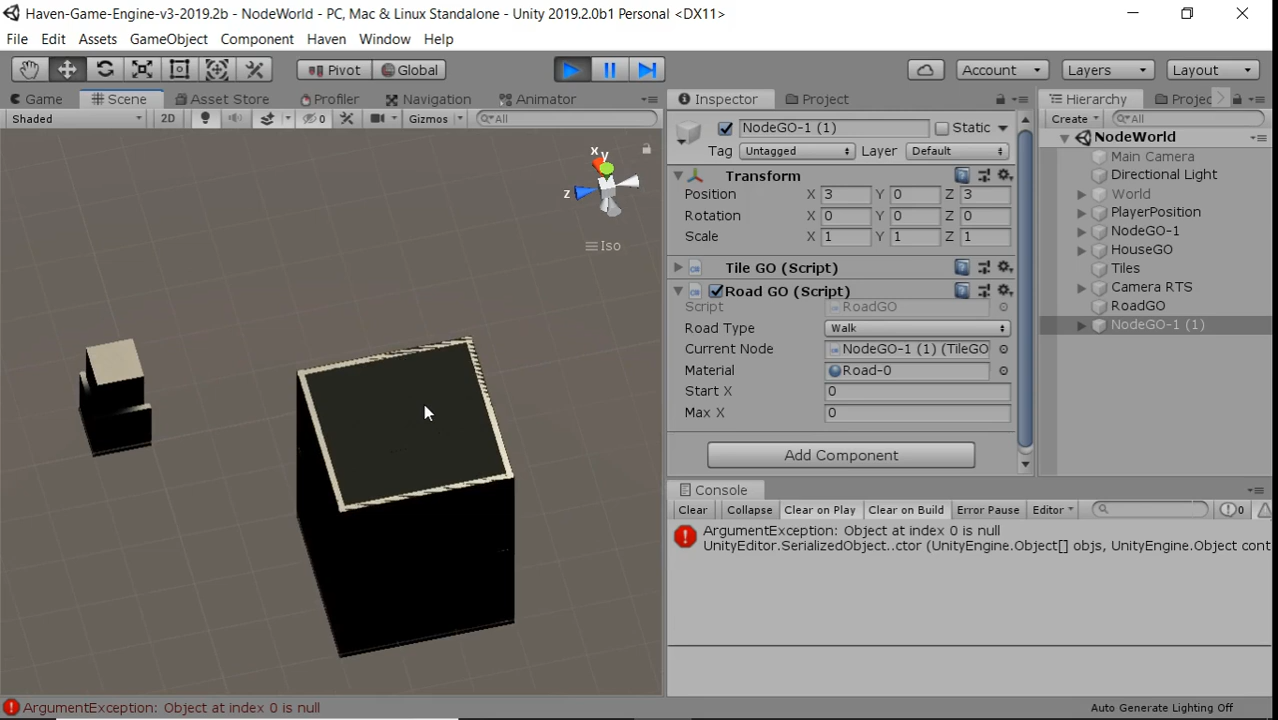 Haven-Game-Engine-v3-2019.2b - NodeWorld - PC, Mac & Linux Standalone - Unity 2019.2.0b1 Personal <DX11>
File Edit Assets GameObject Component Haven Window Help
Pivot Global Account Layers Layout
Game Scene Asset Store Profiler Navigation Animator
Shaded 2D 0 Gizmos All
x y
z
Iso
Inspector Project
NodeGO-1 (1) Static
Tag Untagged Layer Default
Transform
Position X 3 Y 0 Z 3
Rotation X 0 Y 0 Z 0
Scale X 1 Y 1 Z 1
Tile GO (Script)
Road GO (Script)
Script RoadGO
Road Type Walk
Current Node NodeGO-1 (1) (TileGO
Material Road-0
Start X 0
Max X 0
Add Component
Hierarchy Projec
Create All
NodeWorld
Main Camera
Directional Light
World
PlayerPosition
NodeGO-1
HouseGO
Tiles
Camera RTS
RoadGO
NodeGO-1 (1)
Console
Clear Collapse Clear on Play Clear on Build Error Pause Editor 0
ArgumentException: Object at index 0 is null
UnityEditor.SerializedObject..ctor (UnityEngine.Object[] objs, UnityEngine.Object cont
ArgumentException: Object at index 0 is null
Auto Generate Lighting Off